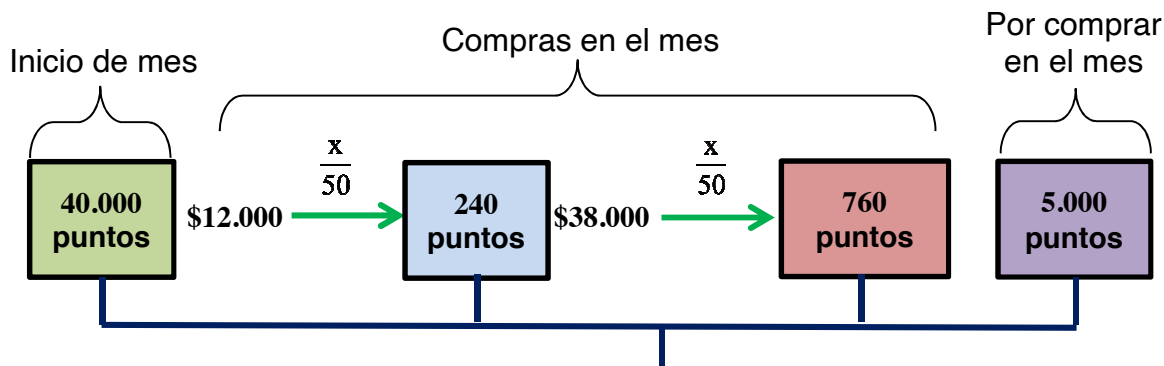 Inicio de mes
Compras en el mes
Por comprar
en el mes
40.000
puntos
$12.000
x
50
240
puntos
$38.000
x
50
760
puntos
5.000
puntos